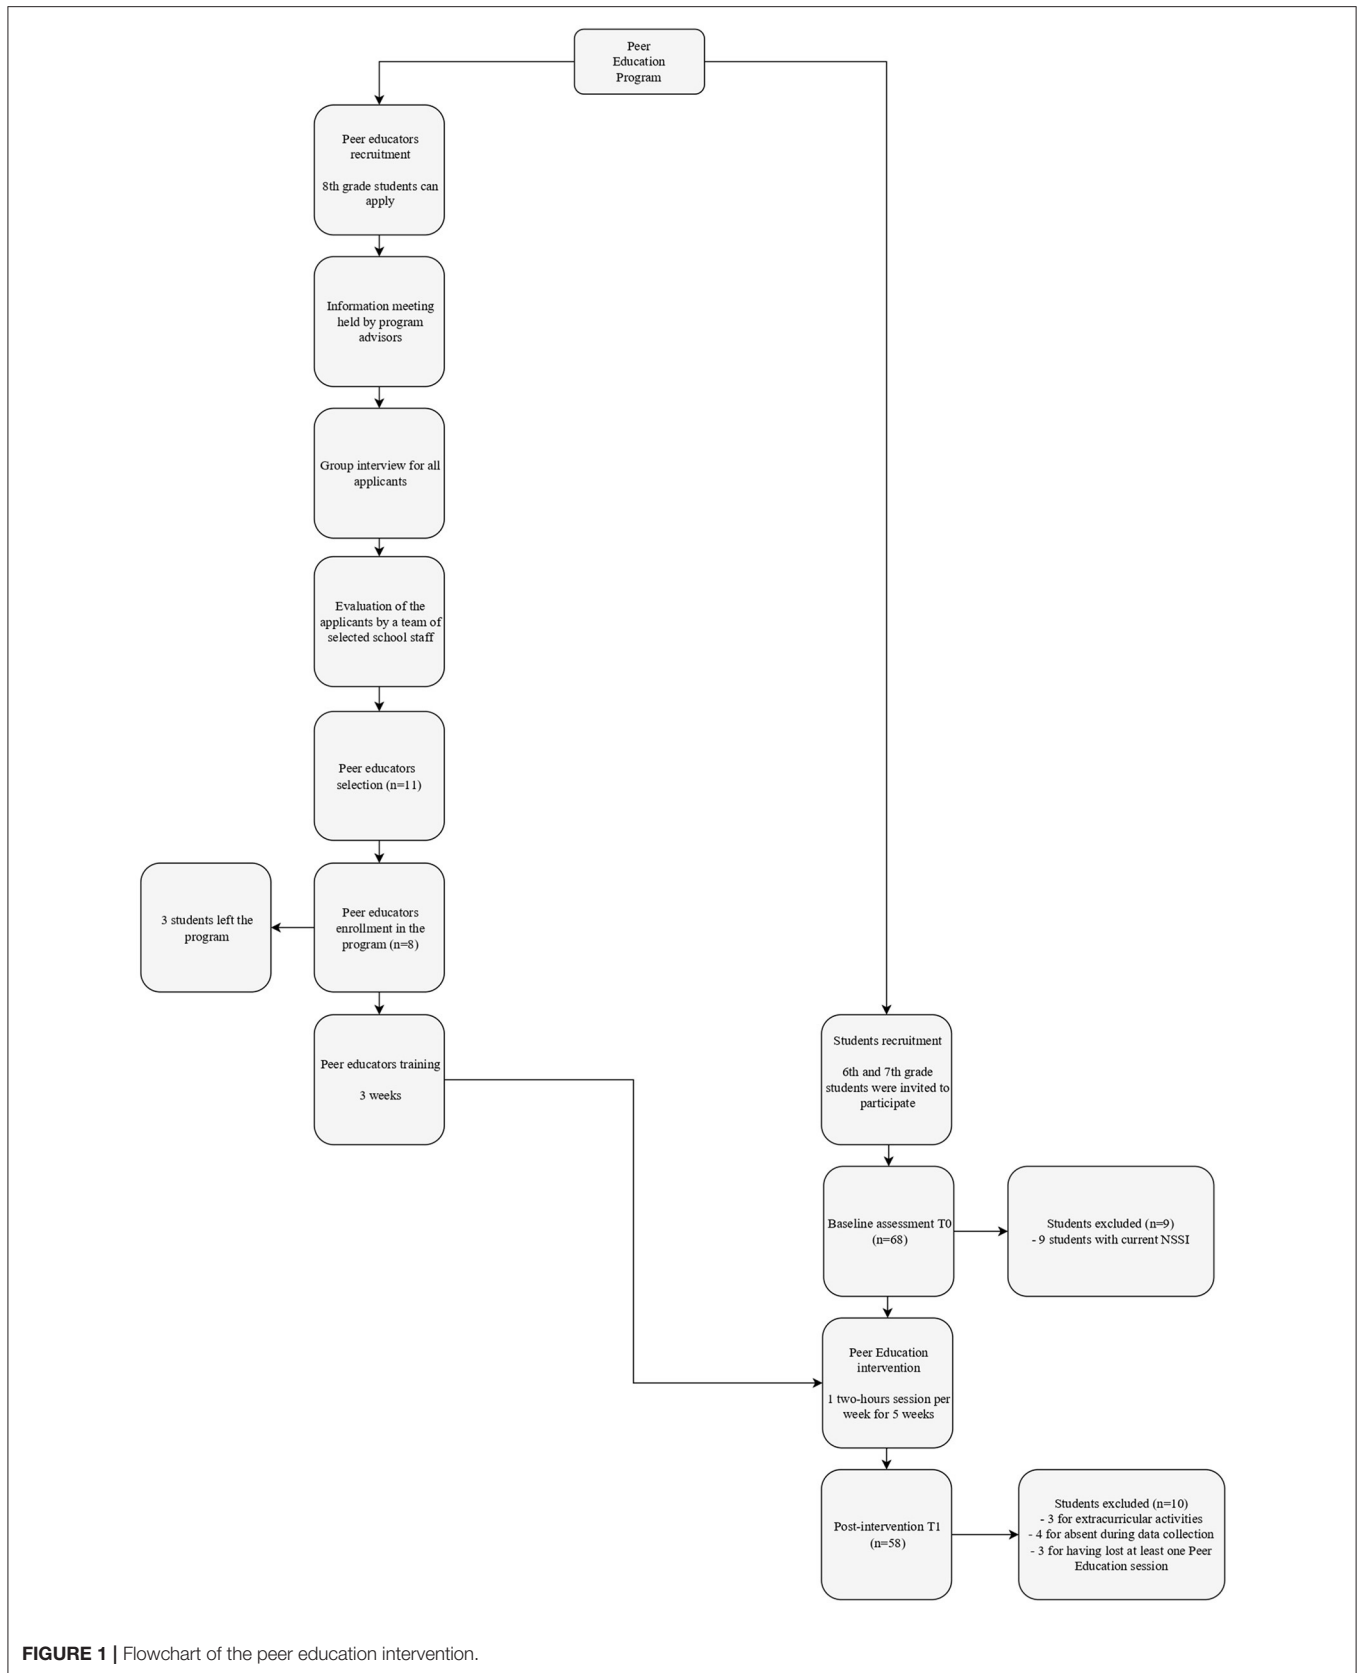 Peer
Education
Program
Peer educators
recruitment
8th grade students can
apply
Information meeting
held by program
advisors
Group interview for all
applicants
Evaluation of the
applicants by a team of
selected school staff
Peer educators
selection (n=11)
3 students left the
program
Peer educators
enrollment in the
program (n=8)
Peer educators training
3 weeks
Students recruitment
6th and 7th grade
students were invited to
participate
Baseline assessment T0
(n=68)
Students excluded (n=9)
- 9 students with current NSSI
Peer Education
intervention
1 two-hours session per
week for 5 weeks
Post-intervention T1
(n=58)
Students excluded (n=10)
- 3 for extracurricular activities
- 4 for absent during data collection
- 3 for having lost at least one Peer
Education session
FIGURE 1 | Flowchart of the peer education intervention.